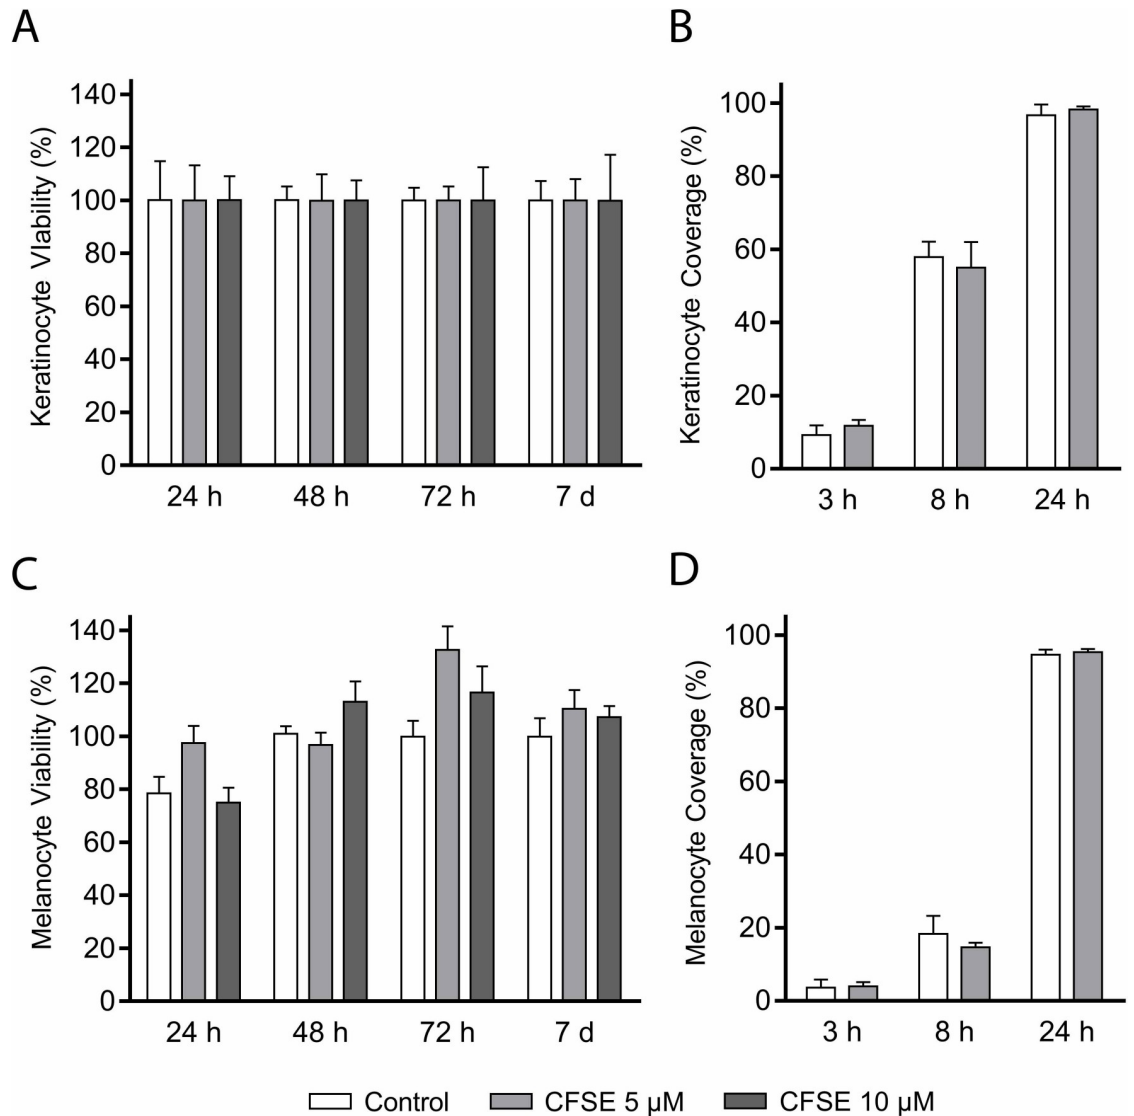 A
Keratinocyte VIability (%)
140
120
100
80
60
40
20
0
24 h 48 h 72 h 7 d
B
Keratinocyte Coverage (%)
100
80
60
40
20
0
3 h 8 h 24 h
C
Melanocyte Viability (%)
140
120
100
80
60
40
20
0
24 h 48 h 72 h 7 d
D
Melanocyte Coverage (%)
100
80
60
40
20
0
3 h 8 h 24 h
Control CFSE 5 µM CFSE 10 µM